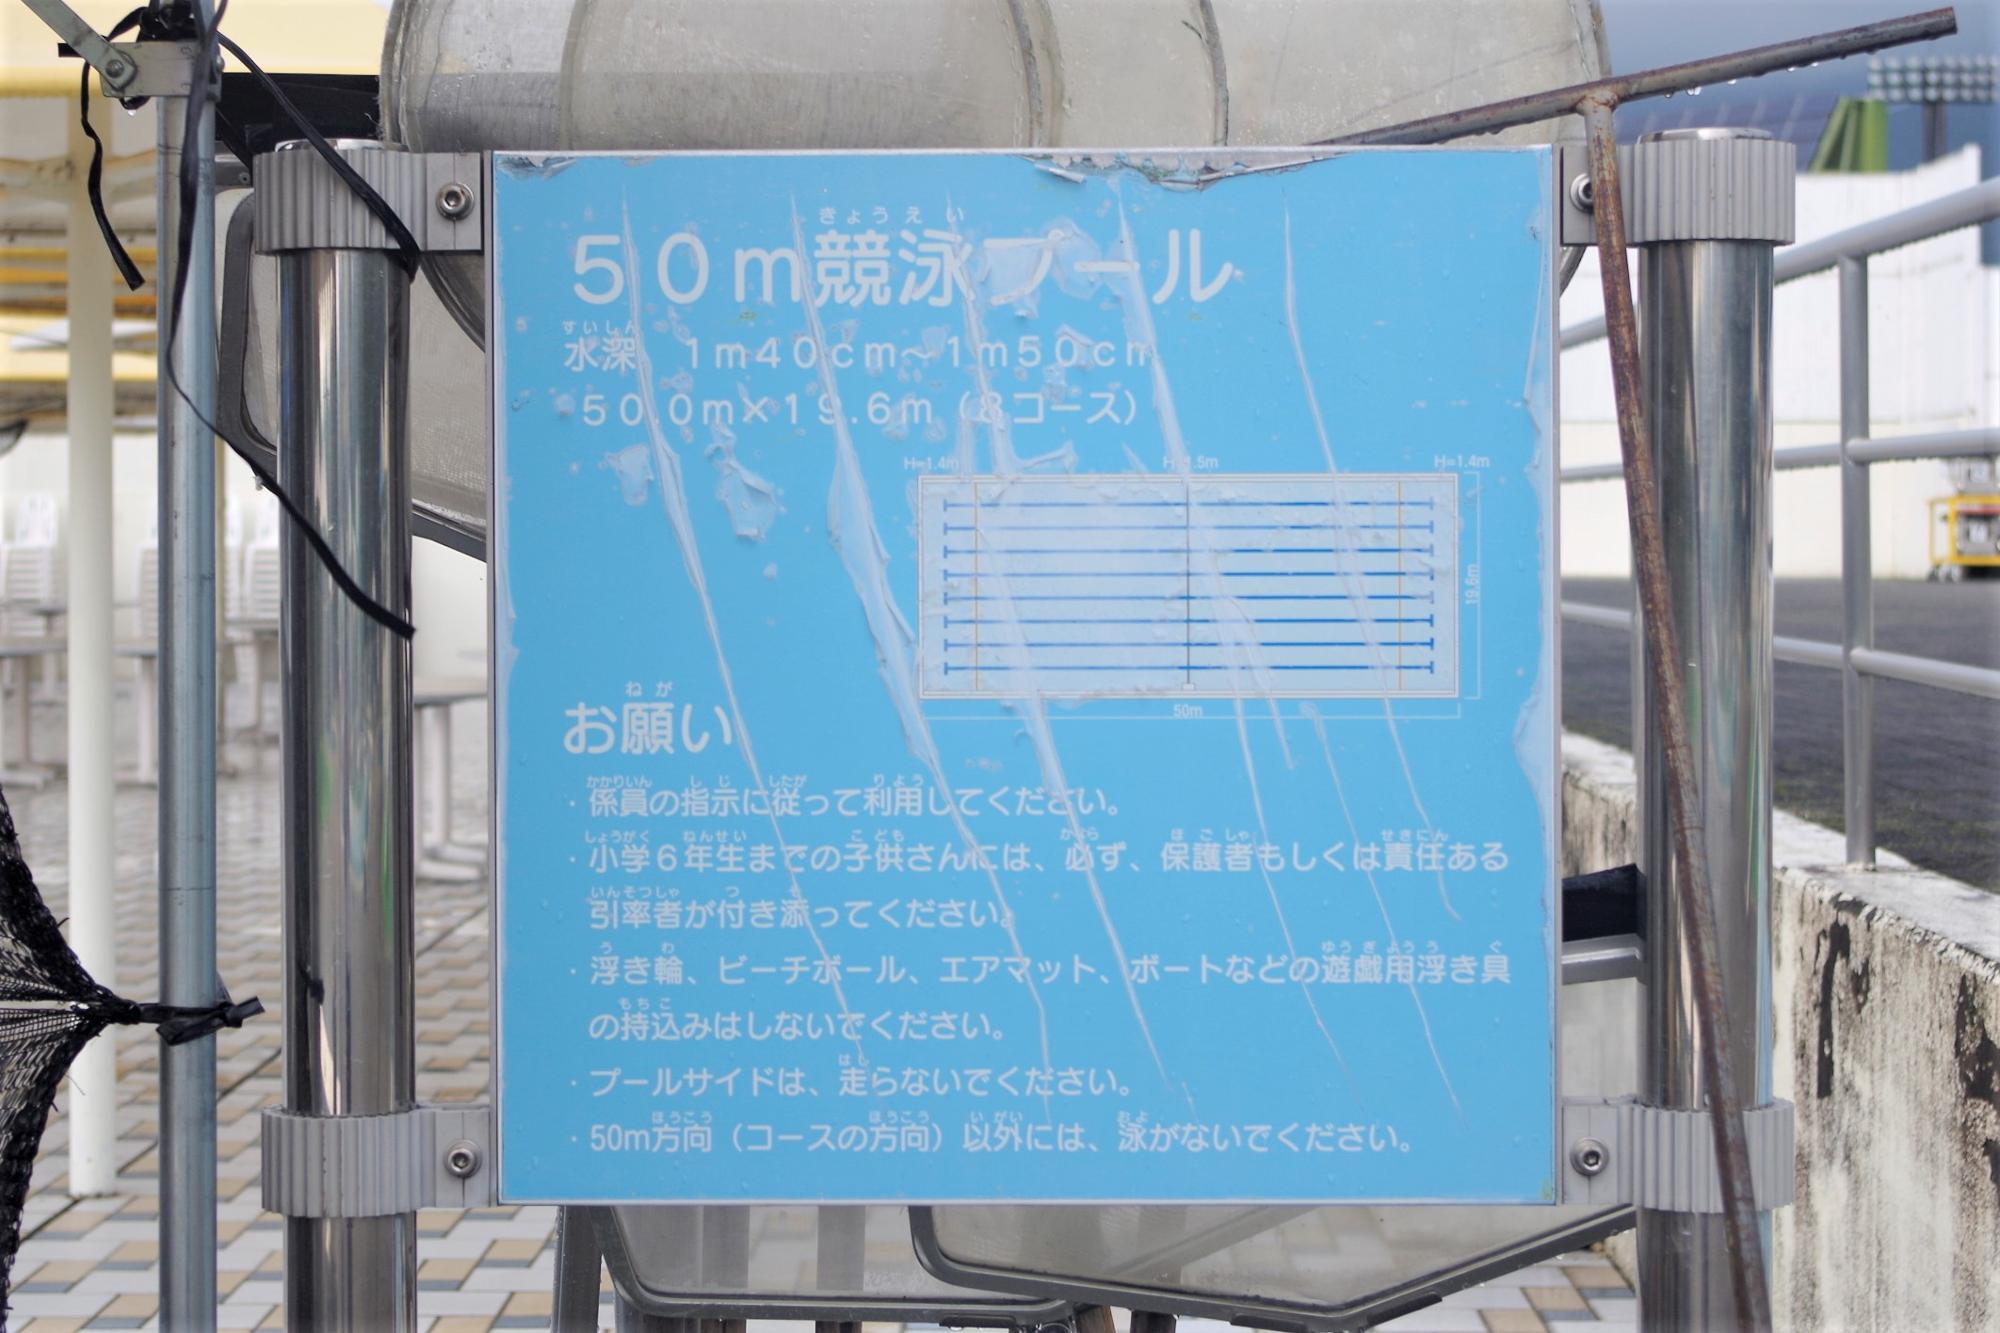 きょうえい
５０ｍ競泳プール
すいしん
水深　１ｍ４０ｃｍ～１ｍ５０ｃｍ
５０.０ｍ×１９.６ｍ（８コース）
H=1.4m H=1.5m H=1.4m
19.6m
50m
ねが
お願い
かかりいん しじ したが りよう
・係員の指示に従って利用してください。
しょうがく ねんせい こども かなら ほごしゃ せきにん
・小学６年生までの子供さんには、必ず、保護者もしくは責任ある
いんそつしゃ つ そ
引率者が付き添ってください。
う わ ゆうぎよう う ぐ
・浮き輪、ビーチボール、エアマット、ボートなどの遊戯用浮き具
もちこ
の持込みはしないでください。
はし
・プールサイドは、走らないでください。
ほうこう ほうこう いがい およ
・50m方向（コースの方向）以外には、泳がないでください。